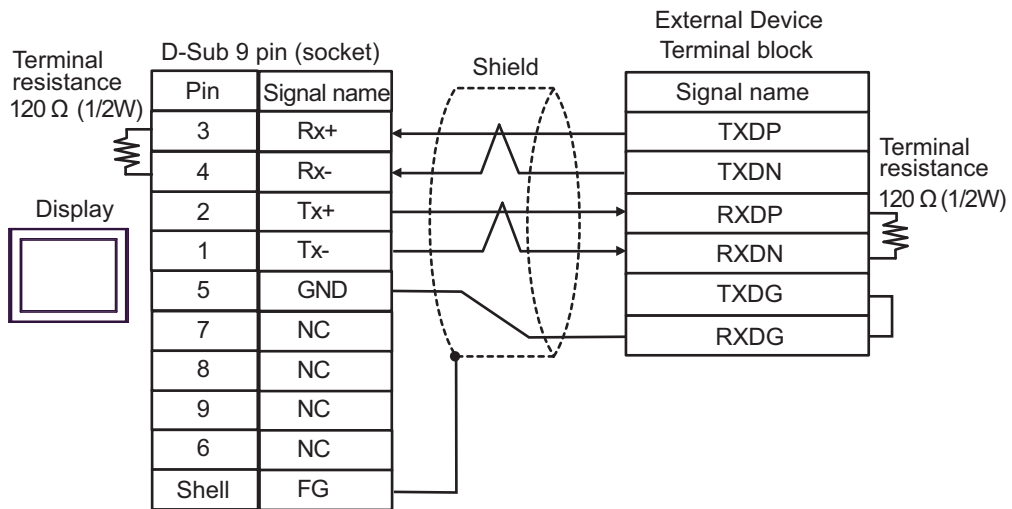 External Device
Terminal block
D-Sub 9 pin (socket)
Shield
Terminal
resistance
120 Ω (1/2W)
Display
Pin Signal name
3 Rx+
4 Rx-
2 Tx+
1 Tx-
5 GND
7 NC
8 NC
9 NC
6 NC
Shell FG
Signal name
TXDP
TXDN
RXDP
RXDN
TXDG
RXDG
Terminal
resistance
120 Ω (1/2W)